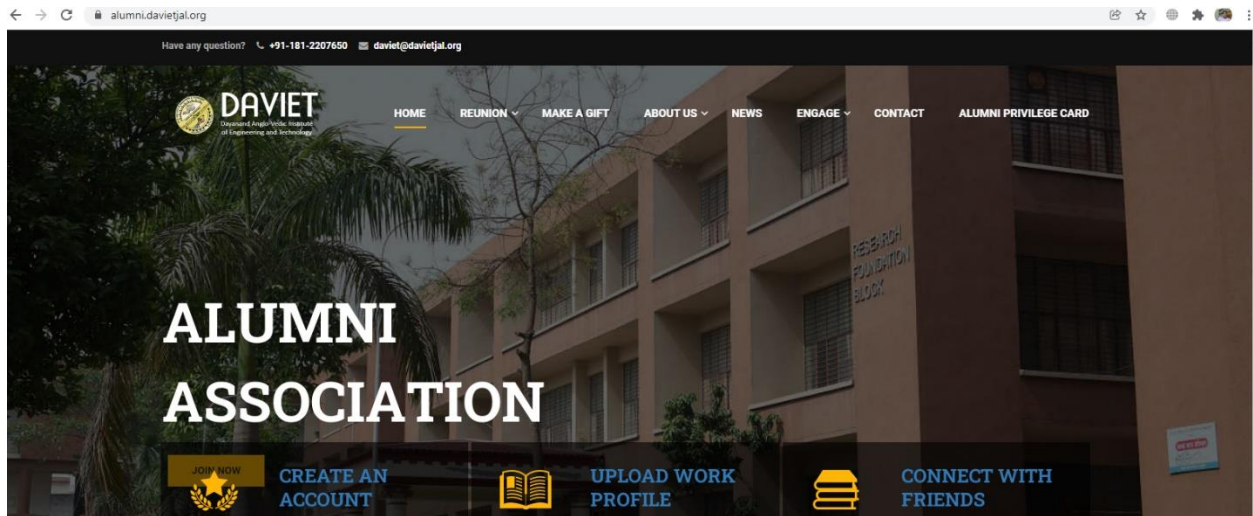 alumni.davietjal.org
Have any question? +91-181-2207650 daviet@davietjal.org
DAVIET
Dayanand Anglo-Vedic Institute
of Engineering and Technology
HOME REUNION MAKE A GIFT ABOUT US NEWS ENGAGE CONTACT ALUMNI PRIVILEGE CARD
RESEARCH
FOUNDATION
BLOCK
ALUMNI
ASSOCIATION
JOIN NOW
CREATE AN
ACCOUNT
UPLOAD WORK
PROFILE
CONNECT WITH
FRIENDS